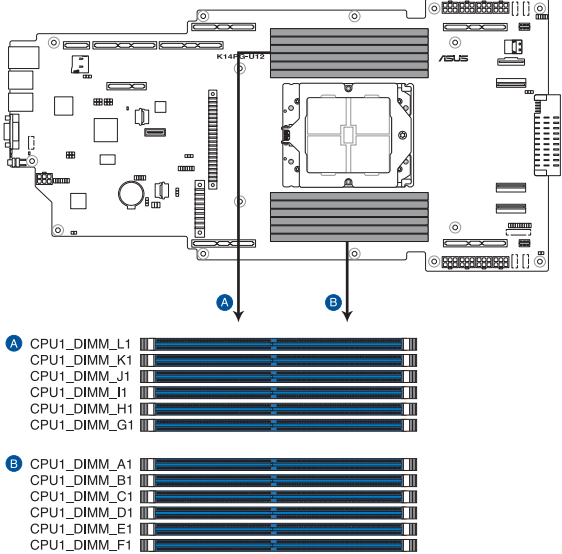 K14PG-U12
ASUS
A
B
A CPU1_DIMM_L1
CPU1_DIMM_K1
CPU1_DIMM_J1
CPU1_DIMM_I1
CPU1_DIMM_H1
CPU1_DIMM_G1
B CPU1_DIMM_A1
CPU1_DIMM_B1
CPU1_DIMM_C1
CPU1_DIMM_D1
CPU1_DIMM_E1
CPU1_DIMM_F1